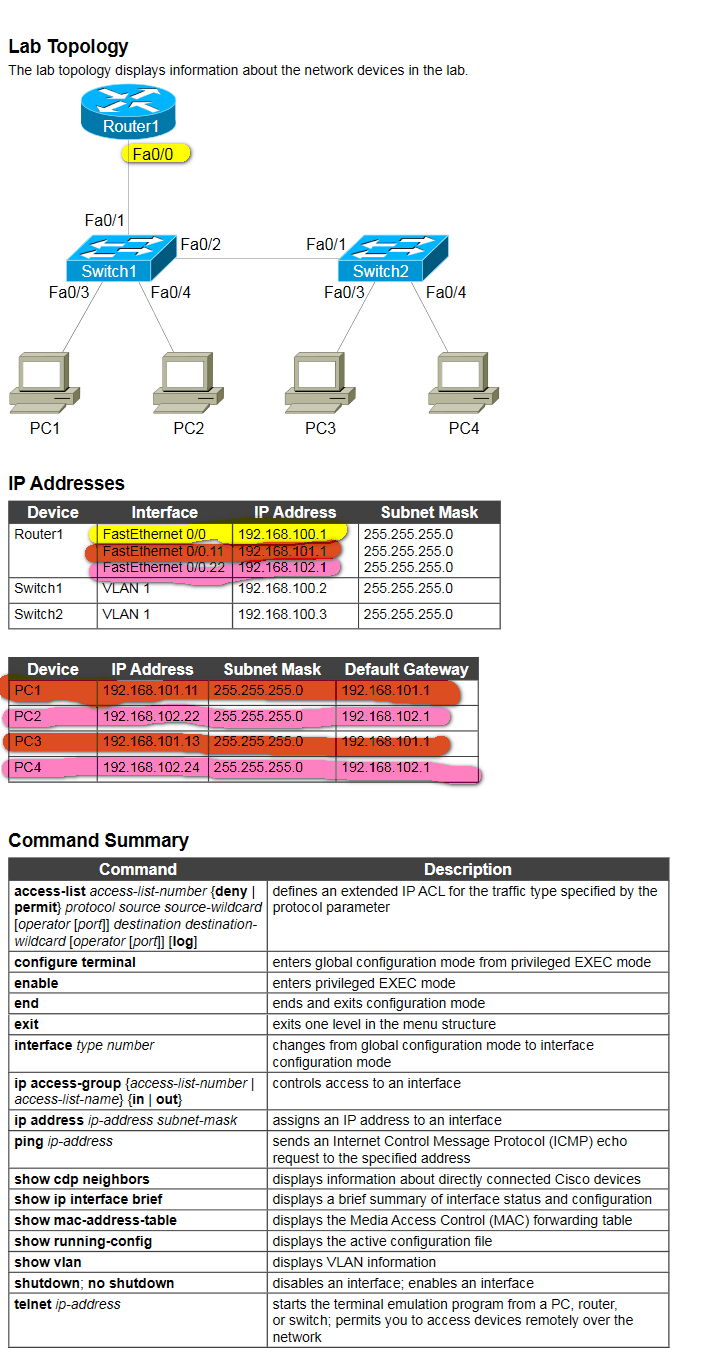 Lab Topology
The lab topology displays information about the network devices in the lab.
Router1
Fa0/0
Fa0/1
Fa0/2
Fa0/1
Switch1
Switch2
Fa0/3
Fa0/4
Fa0/3
Fa0/4
PC1
PC2
PC3
PC4
IP Addresses
Device Interface IP Address Subnet Mask
Router1 FastEthernet 0/0 192.168.100.1 255.255.255.0
FastEthernet 0/0.11 192.168.101.1 255.255.255.0
FastEthernet 0/0.22 192.168.102.1 255.255.255.0
Switch1 VLAN 1 192.168.100.2 255.255.255.0
Switch2 VLAN 1 192.168.100.3 255.255.255.0
Device IP Address Subnet Mask Default Gateway
PC1 192.168.101.11 255.255.255.0 192.168.101.1
PC2 192.168.102.22 255.255.255.0 192.168.102.1
PC3 192.168.101.13 255.255.255.0 192.168.101.1
PC4 192.168.102.24 255.255.255.0 192.168.102.1
Command Summary
Command Description
access-list access-list-number {deny | defines an extended IP ACL for the traffic type specified by the
permit} protocol source source-wildcard protocol parameter
[operator [port]] destination destination-
wildcard [operator [port]] [log]
configure terminal enters global configuration mode from privileged EXEC mode
enable enters privileged EXEC mode
end ends and exits configuration mode
exit exits one level in the menu structure
interface type number changes from global configuration mode to interface
configuration mode
ip access-group {access-list-number | controls access to an interface
access-list-name} {in | out}
ip address ip-address subnet-mask assigns an IP address to an interface
ping ip-address sends an Internet Control Message Protocol (ICMP) echo
request to the specified address
show cdp neighbors displays information about directly connected Cisco devices
show ip interface brief displays a brief summary of interface status and configuration
show mac-address-table displays the Media Access Control (MAC) forwarding table
show running-config displays the active configuration file
show vlan displays VLAN information
shutdown; no shutdown disables an interface; enables an interface
telnet ip-address starts the terminal emulation program from a PC, router,
or switch; permits you to access devices remotely over the
network